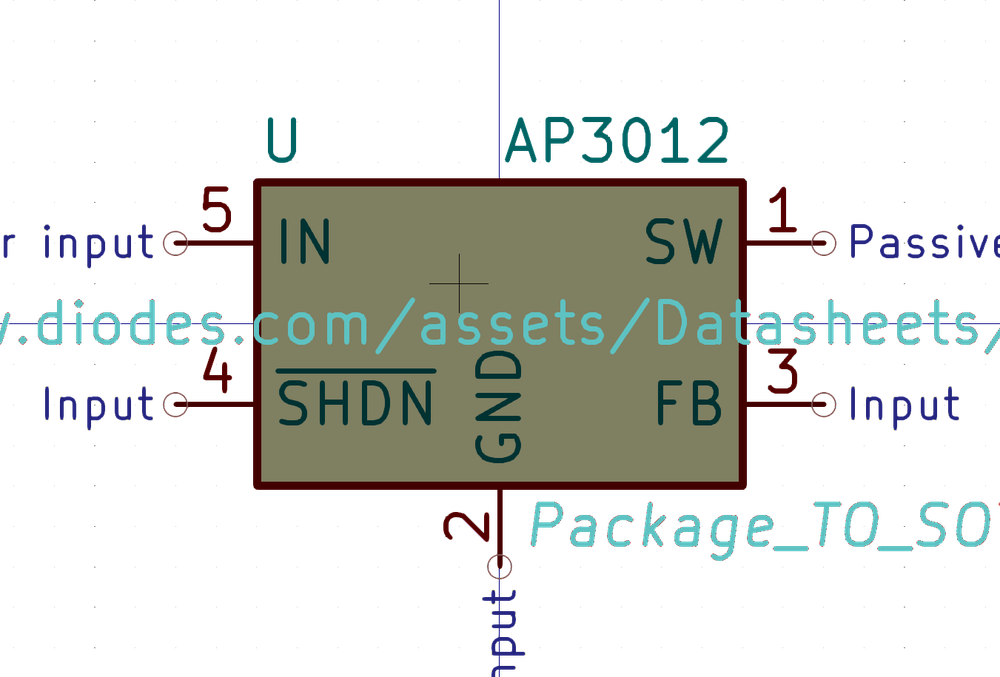 U AP3012
5 1
r input IN SW Passive
.diodes.com/assets/Datasheets/
4 3
Input SHDN GND FB Input
2 Package_TO_SO
nput